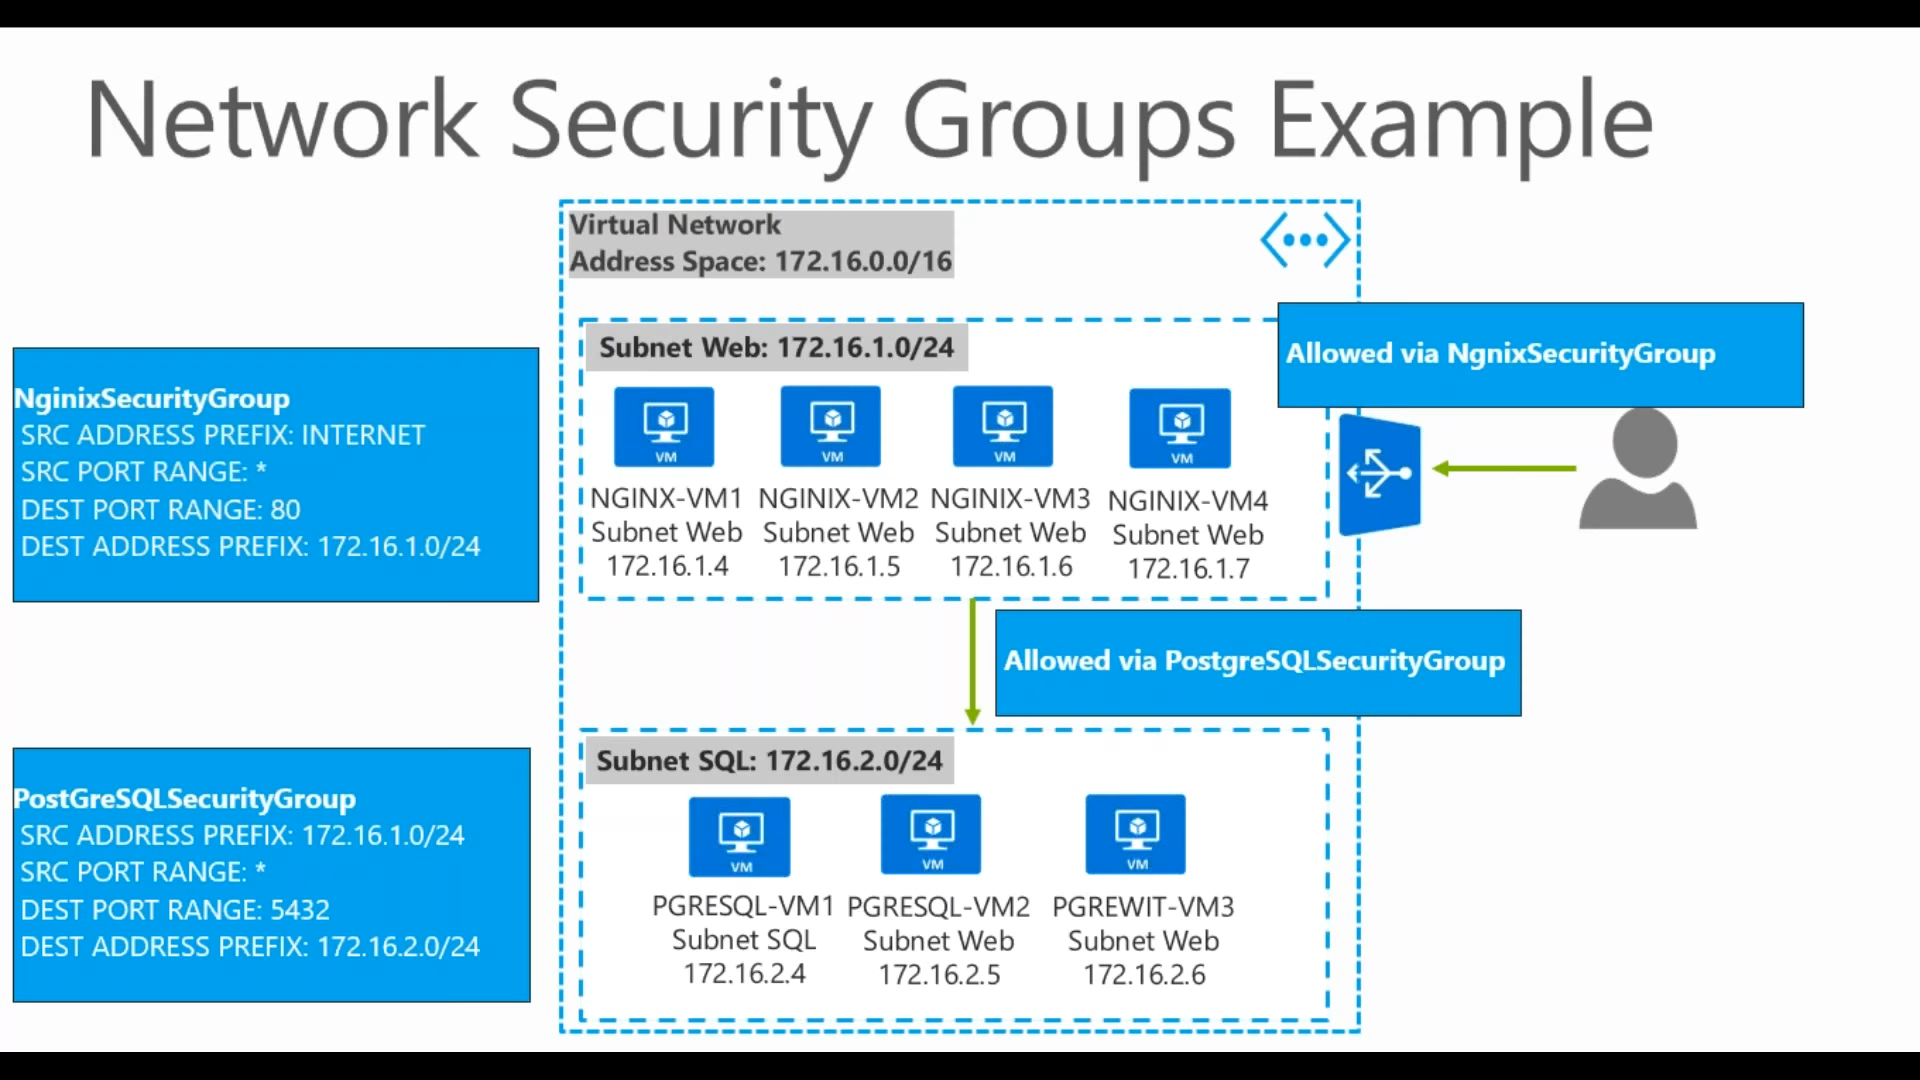 Network Security Groups Example
Virtual Network
Address Space: 172.16.0.0/16
Allowed via NgnixSecurityGroup
Subnet Web: 172.16.1.0/24
NginixSecurityGroup
SRC ADDRESS PREFIX: INTERNET
SRC PORT RANGE: *
DEST PORT RANGE: 80
DEST ADDRESS PREFIX: 172.16.1.0/24
VM
NGINX-VM1
Subnet Web
172.16.1.4
VM
NGINIX-VM2
Subnet Web
172.16.1.5
VM
NGINIX-VM3
Subnet Web
172.16.1.6
VM
NGINIX-VM4
Subnet Web
172.16.1.7
Allowed via PostgreSQLSecurityGroup
Subnet SQL: 172.16.2.0/24
PostGreSQLSecurityGroup
SRC ADDRESS PREFIX: 172.16.1.0/24
SRC PORT RANGE: *
DEST PORT RANGE: 5432
DEST ADDRESS PREFIX: 172.16.2.0/24
VM
PGRESQL-VM1
Subnet SQL
172.16.2.4
VM
PGRESQL-VM2
Subnet Web
172.16.2.5
VM
PGREWIT-VM3
Subnet Web
172.16.2.6